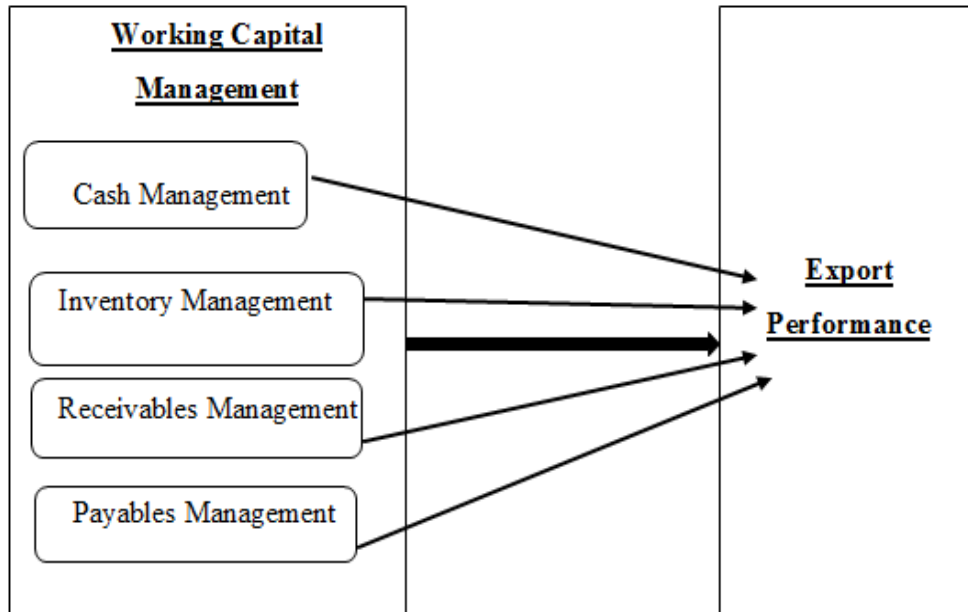 Working Capital
Management
Cash Management
Inventory Management
Receivables Management
Payables Management
Export
Performance